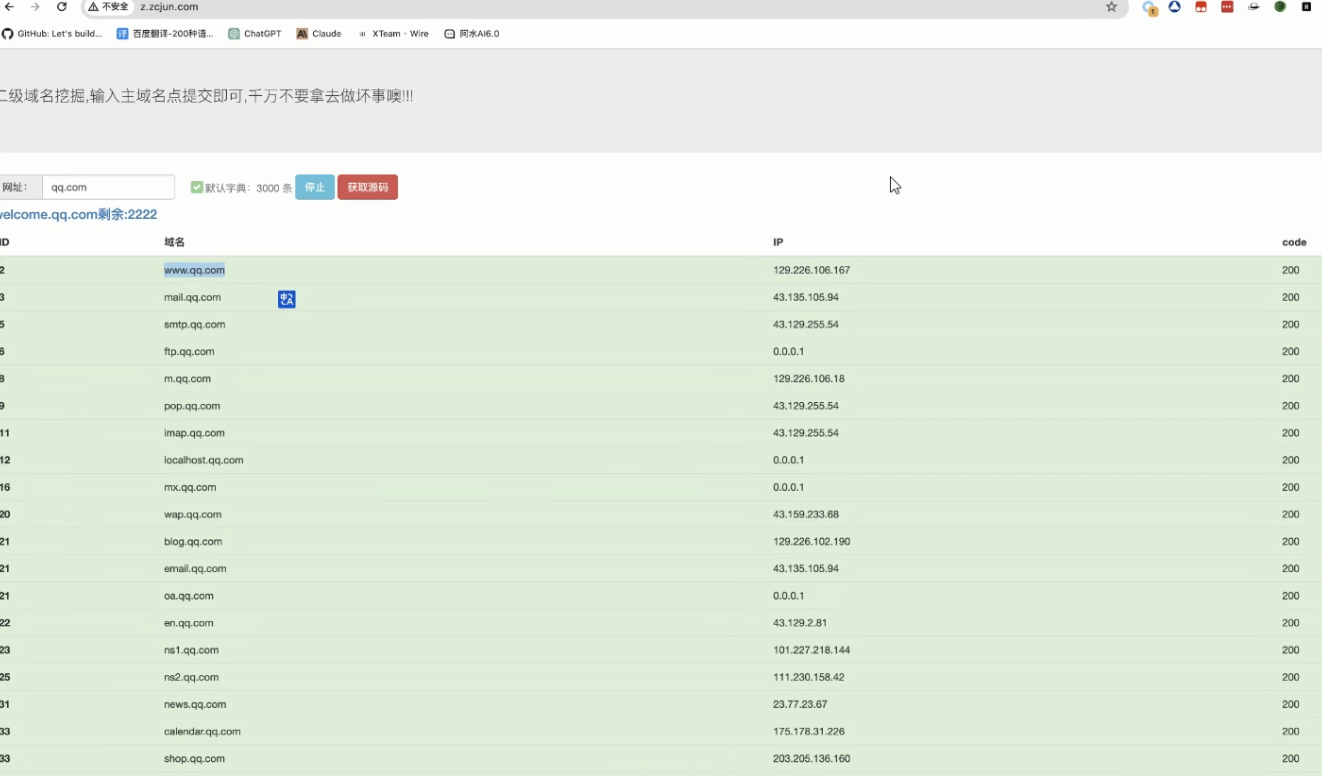 不安全 z.zcjun.com
GitHub: Let's build... 百度翻译-200种语... ChatGPT Claude XTeam - Wire 阿水AI6.0
二级域名挖掘,输入主域名点提交即可,千万不要拿去做坏事噢!!!
网址: qq.com 默认字典: 3000 条 停止 获取源码
welcome.qq.com剩余:2222
ID 域名 IP code
2 www.qq.com 129.226.106.167 200
3 mail.qq.com 43.135.105.94 200
5 smtp.qq.com 43.129.255.54 200
6 ftp.qq.com 0.0.0.1 200
8 m.qq.com 129.226.106.18 200
9 pop.qq.com 43.129.255.54 200
11 imap.qq.com 43.129.255.54 200
12 localhost.qq.com 0.0.0.1 200
16 mx.qq.com 0.0.0.1 200
20 wap.qq.com 43.159.233.68 200
21 blog.qq.com 129.226.102.190 200
21 email.qq.com 43.135.105.94 200
21 oa.qq.com 0.0.0.1 200
22 en.qq.com 43.129.2.81 200
23 ns1.qq.com 101.227.218.144 200
25 ns2.qq.com 111.230.158.42 200
31 news.qq.com 23.77.23.67 200
33 calendar.qq.com 175.178.31.226 200
33 shop.qq.com 203.205.136.160 200